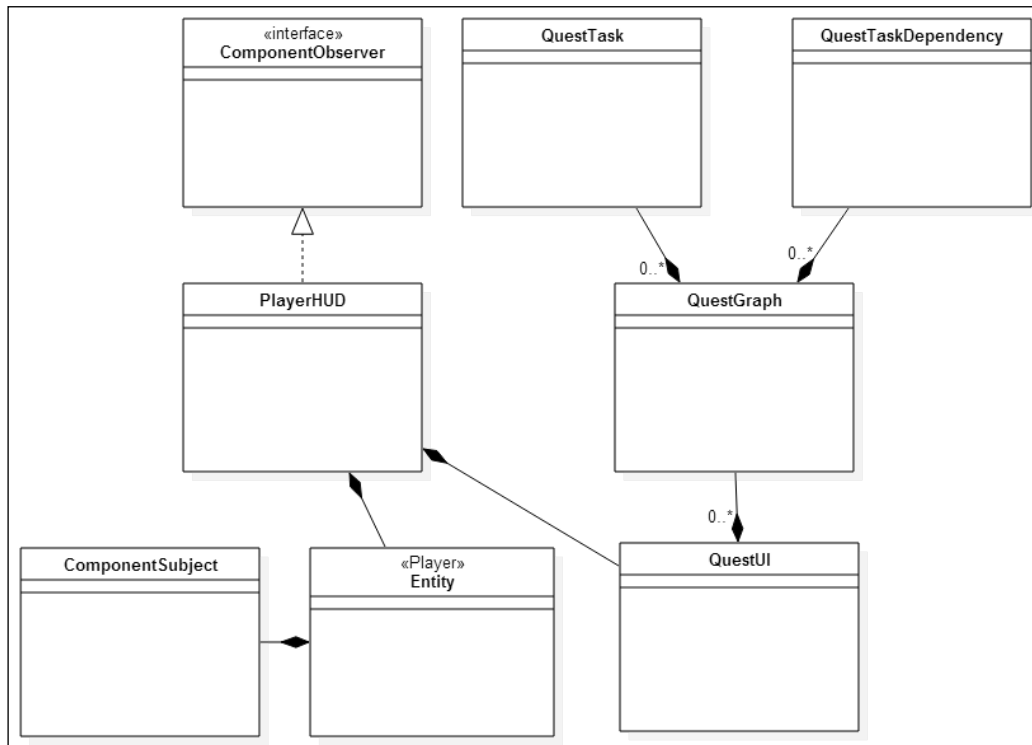 «interface»
ComponentObserver
QuestTask
QuestTaskDependency
0..*
0..*
PlayerHUD
QuestGraph
0..*
ComponentSubject
«Player»
Entity
QuestUI